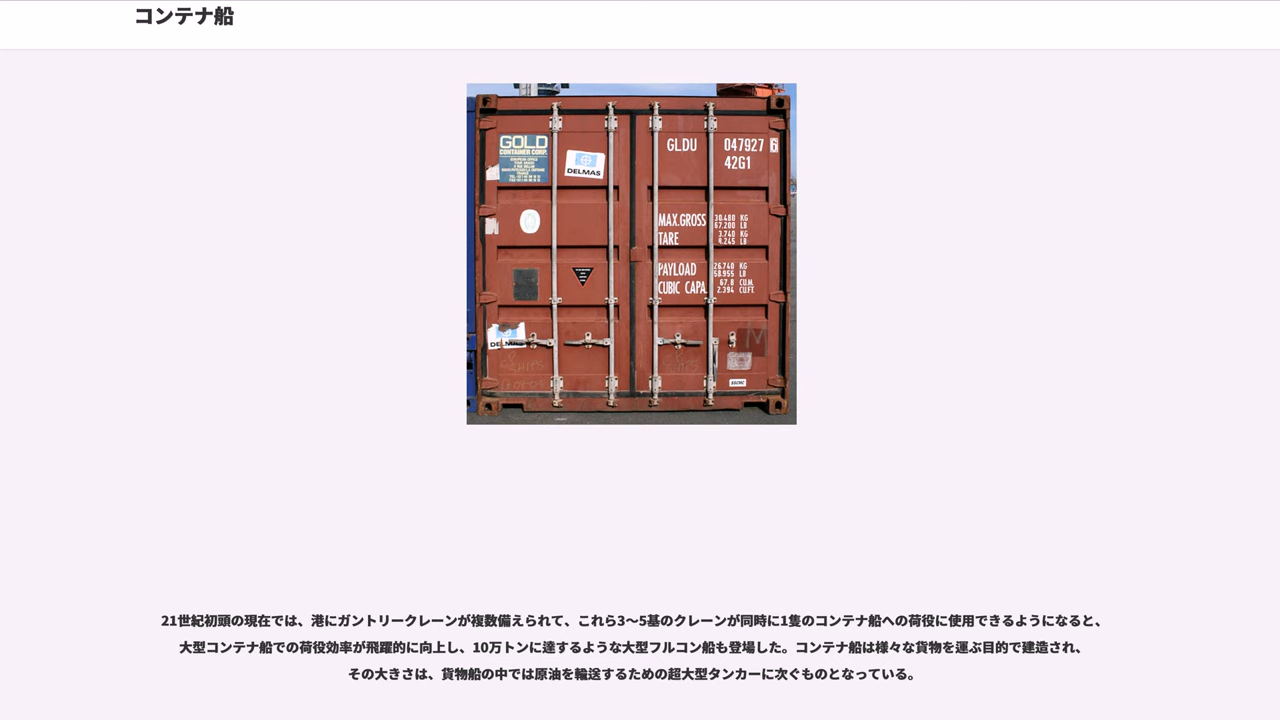 コンテナ船
GOLD
CONTAINER CORP.
DELMAS
GLDU 047927 6
42G1
MAX.GROSS 30.480 KG
67.200 LB
TARE 3.740 KG
8.245 LB
PAYLOAD 26.740 KG
58.955 LB
CUBIC CAPA. 67.8 CU.M.
2.394 CU.FT.
DELMAS
21世紀初頭の現在では、港にガントリークレーンが複数備えられて、これら3〜5基のクレーンが同時に1隻のコンテナ船への荷役に使用できるようになると、
大型コンテナ船での荷役効率が飛躍的に向上し、10万トンに達するような大型フルコン船も登場した。コンテナ船は様々な貨物を運ぶ目的で建造され、
その大きさは、貨物船の中では原油を輸送するための超大型タンカーに次ぐものとなっている。